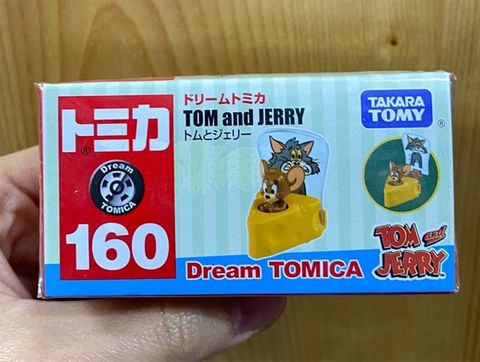 トミカ
®
Dream
TOMICA
160
ドリームトミカ
TOM and JERRY
トムとジェリー
Dream TOMICA
TAKARA
TOMY
®
TOM and
JERRY